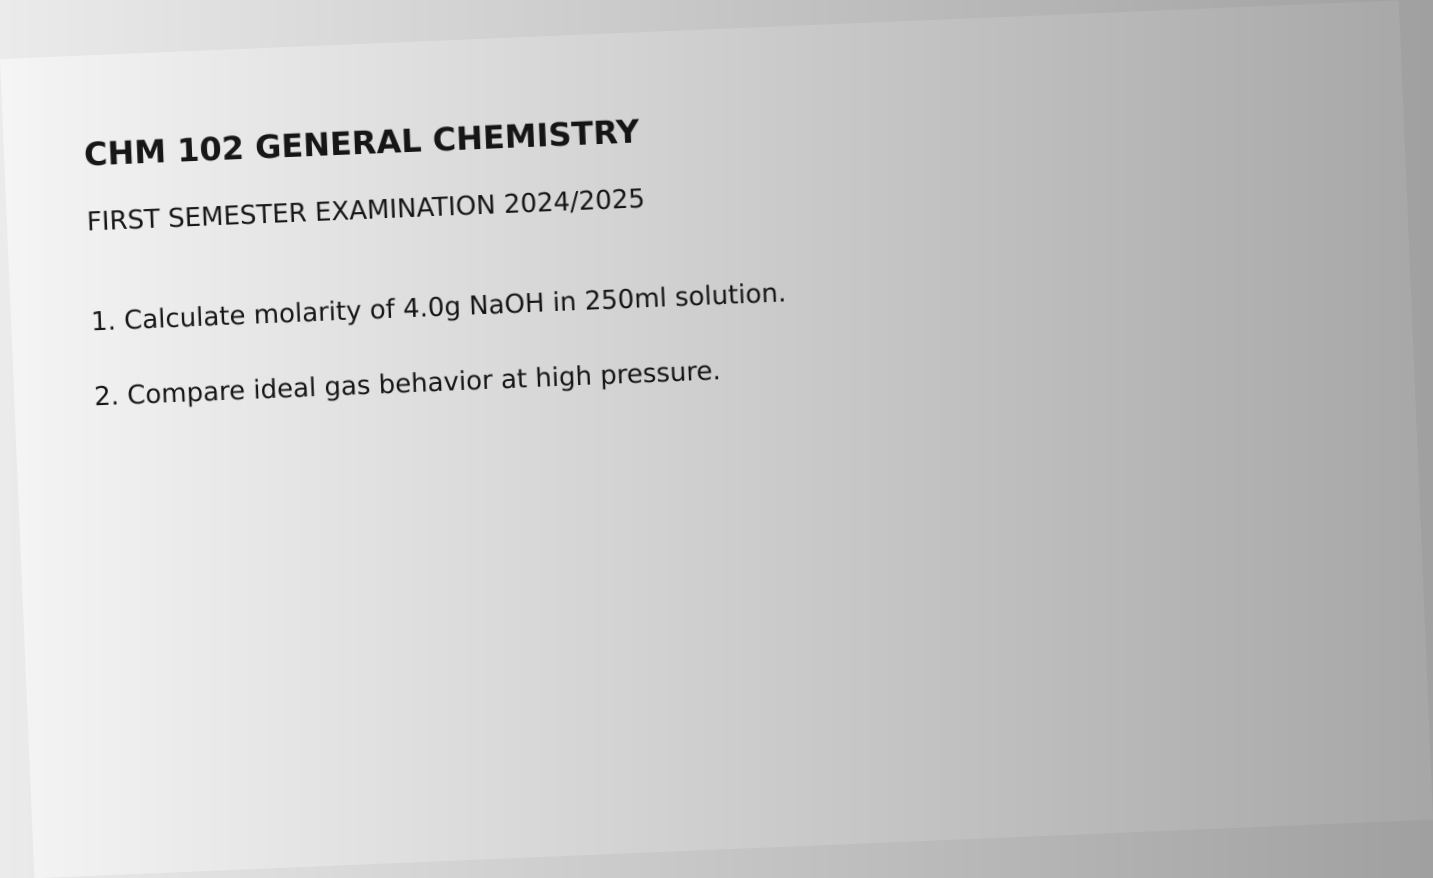 CHM 102 GENERAL CHEMISTRY
FIRST SEMESTER EXAMINATION 2024/2025
1. Calculate molarity of 4.0g NaOH in 250ml solution.
2. Compare ideal gas behavior at high pressure.